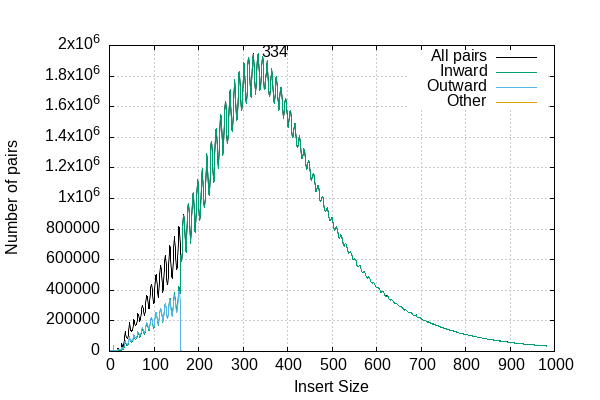 334
All pairs
Inward
Outward
Other
Number of pairs
2x10^6
1.8x10^6
1.6x10^6
1.4x10^6
1.2x10^6
1x10^6
800000
600000
400000
200000
0
0 100 200 300 400 500 600 700 800 900 1000
Insert Size